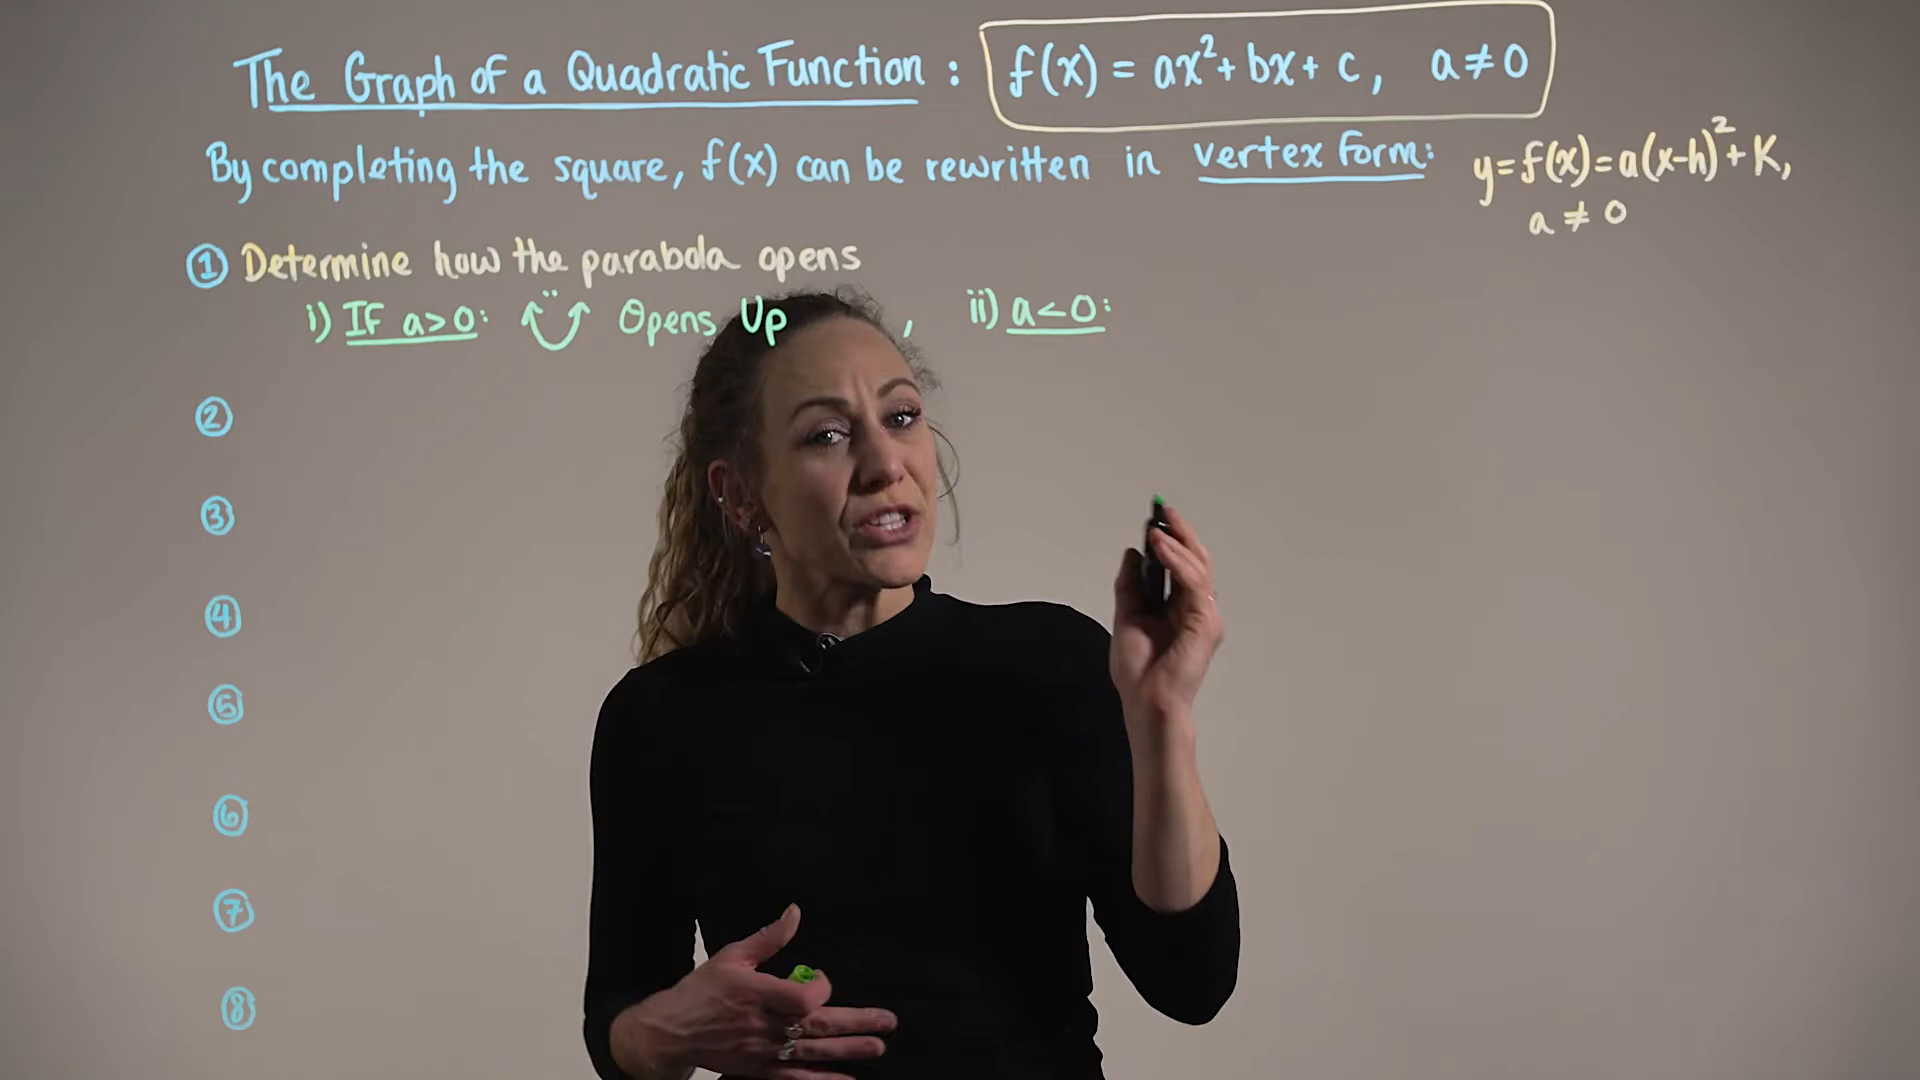 The Graph of a Quadratic Function : f(x) = ax²+ bx+ c, a≠0
By completing the square, f(x) can be rewritten in vertex form: y=f(x)=a(x-h)²+K,
a ≠ 0
① Determine how the parabola opens
i) If a>0: Opens Up , ii) a<0:
②
③
④
⑤
⑥
⑦
⑧